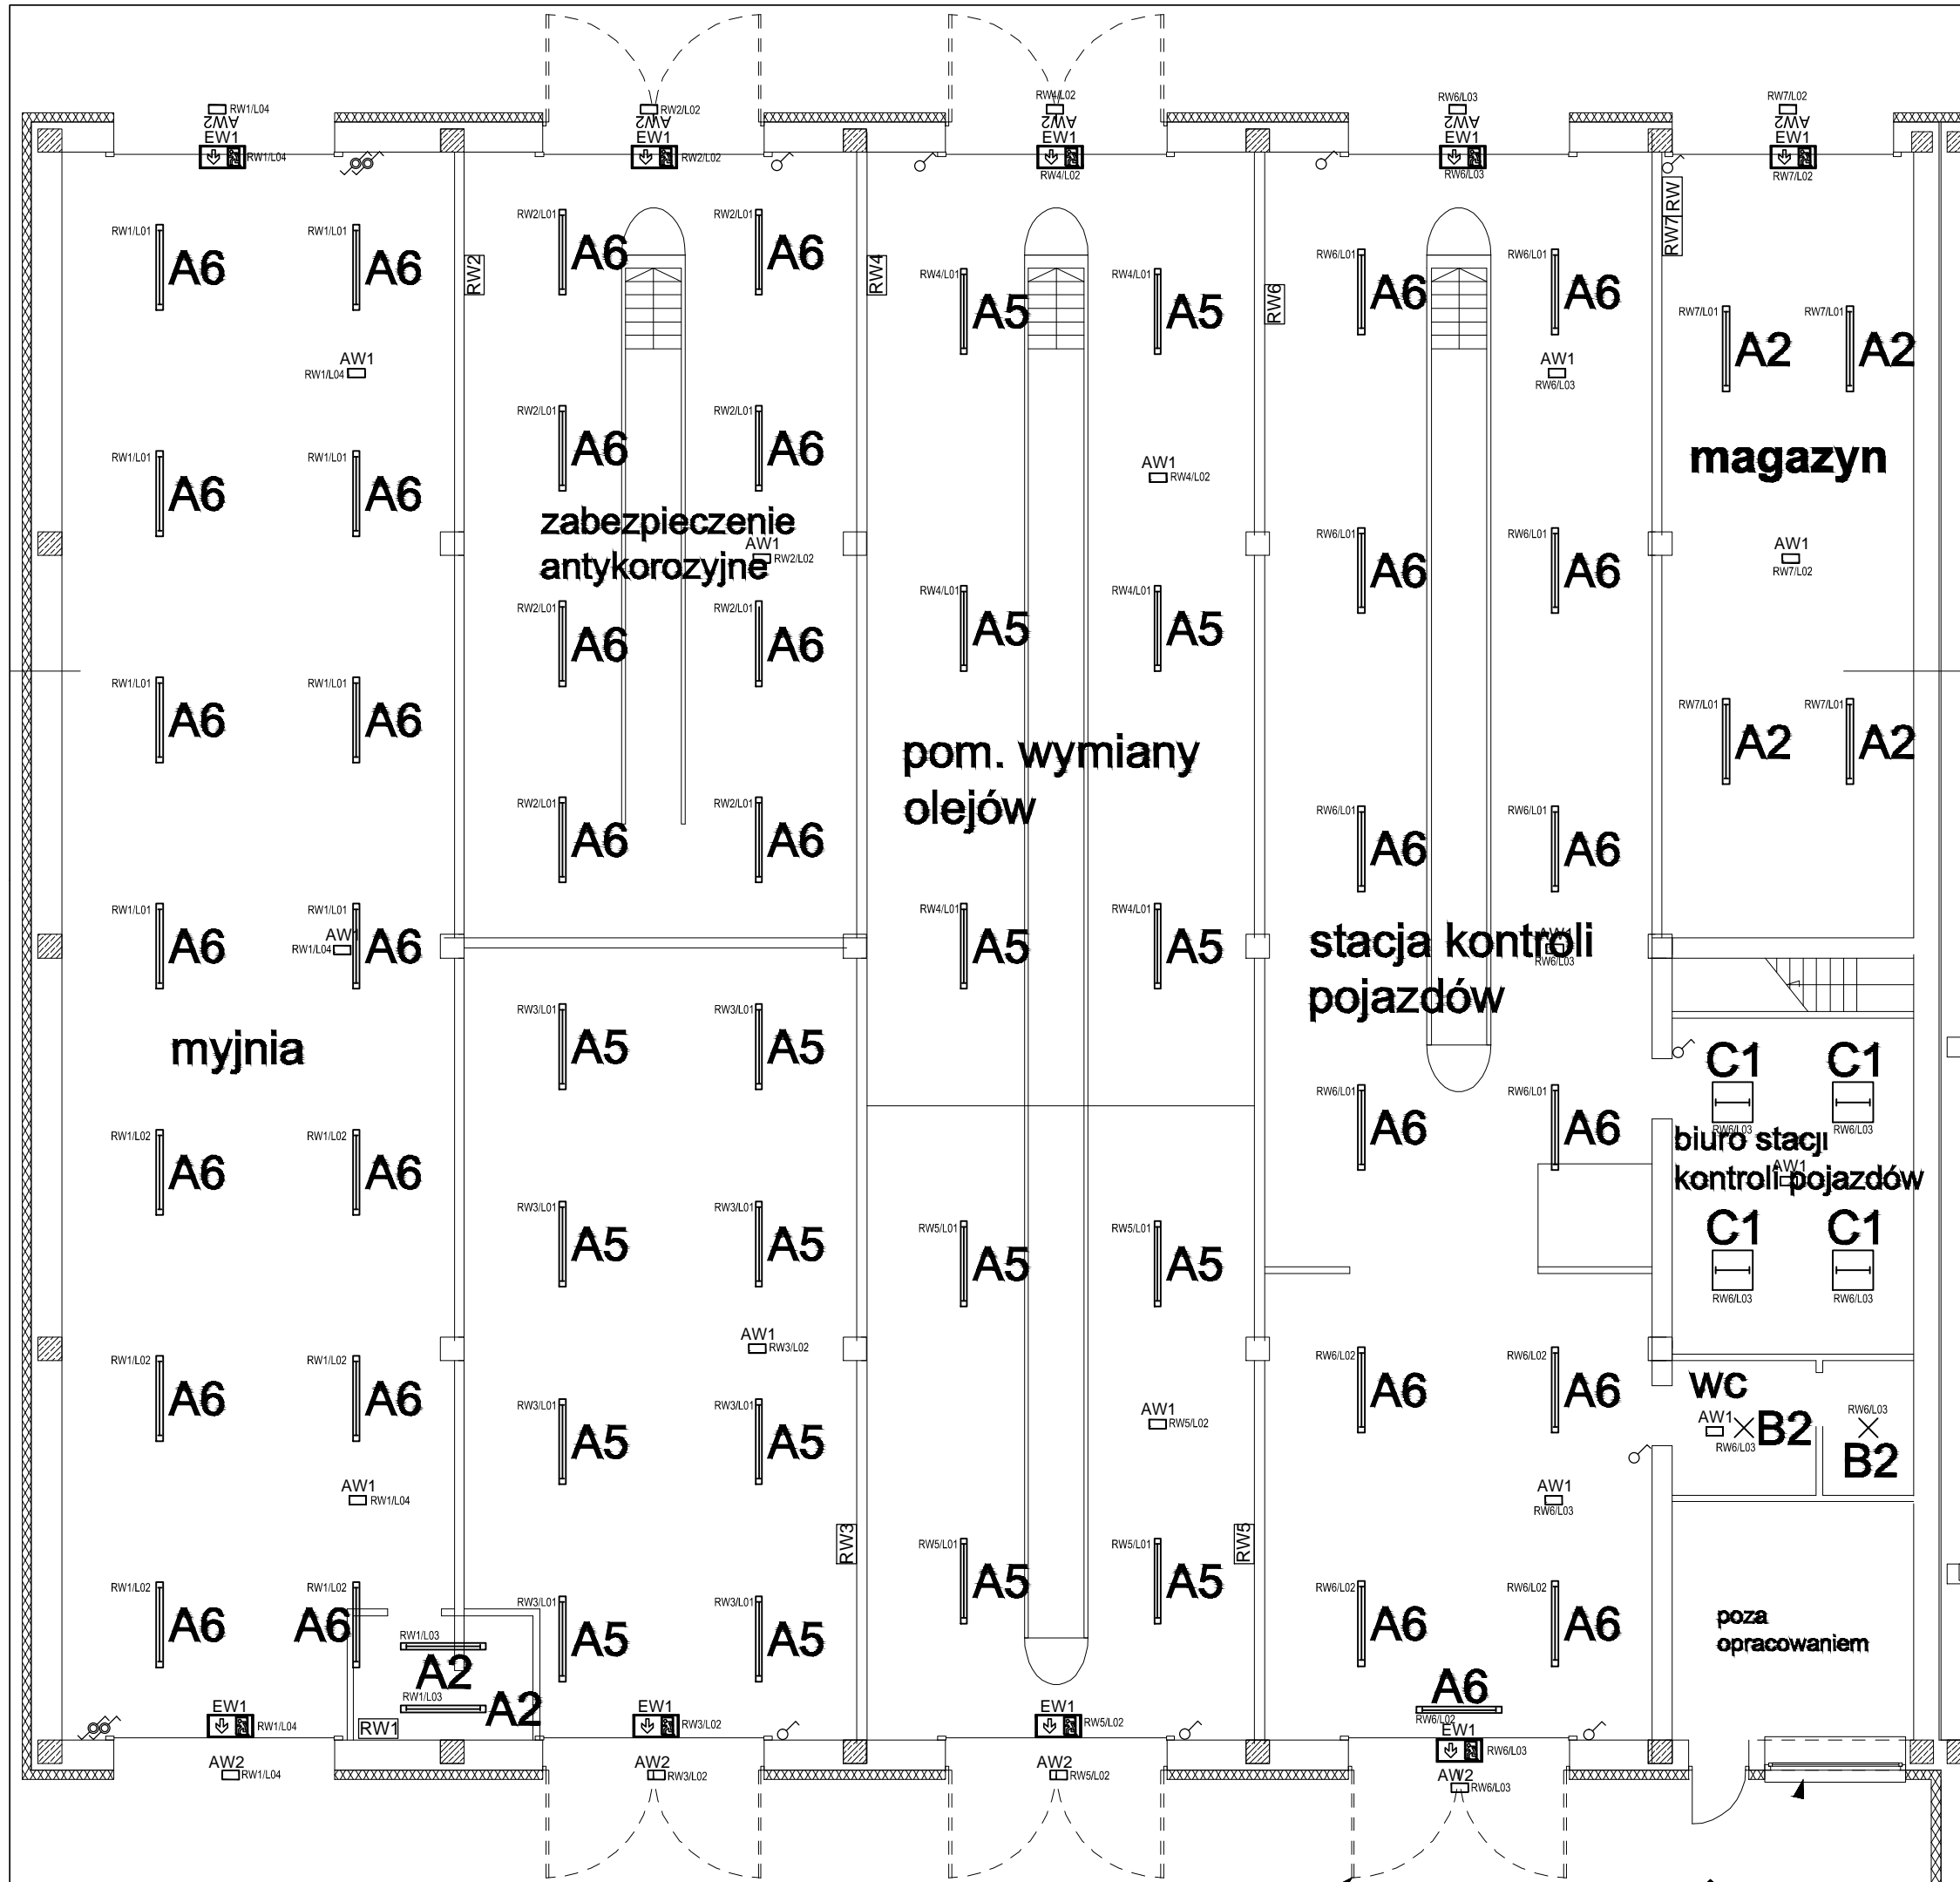 RW1/L04
AW2
EW1
RW1/L04
RW2/L02
AW2
EW1
RW2/L02
RW4/L02
AW2
EW1
RW4/L02
RW6/L03
AW2
EW1
RW6/L03
RW7/L02
AW2
EW1
RW7/L02
RW
RW7
RW2
RW4
RW6
RW1/L01 A6
RW1/L01 A6
RW2/L01 A6
RW2/L01 A6
RW4/L01 A5
RW4/L01 A5
RW6/L01 A6
RW6/L01 A6
RW7/L01 A2
RW7/L01 A2
AW1
RW1/L04
AW1
RW6/L03
magazyn
RW1/L01 A6
RW1/L01 A6
RW2/L01 A6
RW2/L01 A6
AW1
RW4/L02
zabezpieczenie
antykorozyjne
AW1
RW2/L02
RW6/L01 A6
RW6/L01 A6
AW1
RW7/L02
RW2/L01 A6
RW2/L01 A6
RW4/L01 A5
RW4/L01 A5
RW1/L01 A6
RW1/L01 A6
RW7/L01 A2
RW7/L01 A2
pom. wymiany
olejów
RW2/L01 A6
RW2/L01 A6
RW6/L01 A6
RW6/L01 A6
RW1/L01 A6
RW1/L01 A6
AW1
RW1/L04
RW4/L01 A5
RW4/L01 A5
stacja kontroli
pojazdów
AW1
RW6/L03
myjnia
RW3/L01 A5
RW3/L01 A5
C1
C1
RW6/L03
RW6/L03
biuro stacji
kontroli pojazdów
AW1
RW1/L02 A6
RW1/L02 A6
RW6/L01 A6
RW6/L01 A6
RW3/L01 A5
RW3/L01 A5
RW5/L01 A5
RW5/L01 A5
C1
C1
RW6/L03
RW6/L03
AW1
RW3/L02
RW1/L02 A6
RW1/L02 A6
RW6/L02 A6
RW6/L02 A6
WC
AW1
RW6/L03
B2
RW6/L03
B2
RW3/L01 A5
RW3/L01 A5
AW1
RW5/L02
AW1
RW1/L04
AW1
RW6/L03
RW3
RW5
RW1/L02 A6
RW1/L02 A6
RW3/L01 A5
RW3/L01 A5
RW5/L01 A5
RW5/L01 A5
RW6/L02 A6
RW6/L02 A6
poza
opracowaniem
RW1/L03
A2
RW1/L03
A2
A6
RW6/L02
RW1
EW1
RW1/L04
AW2
RW1/L04
EW1
RW3/L02
AW2
RW3/L02
EW1
RW5/L02
AW2
RW5/L02
EW1
RW6/L03
AW2
RW6/L03